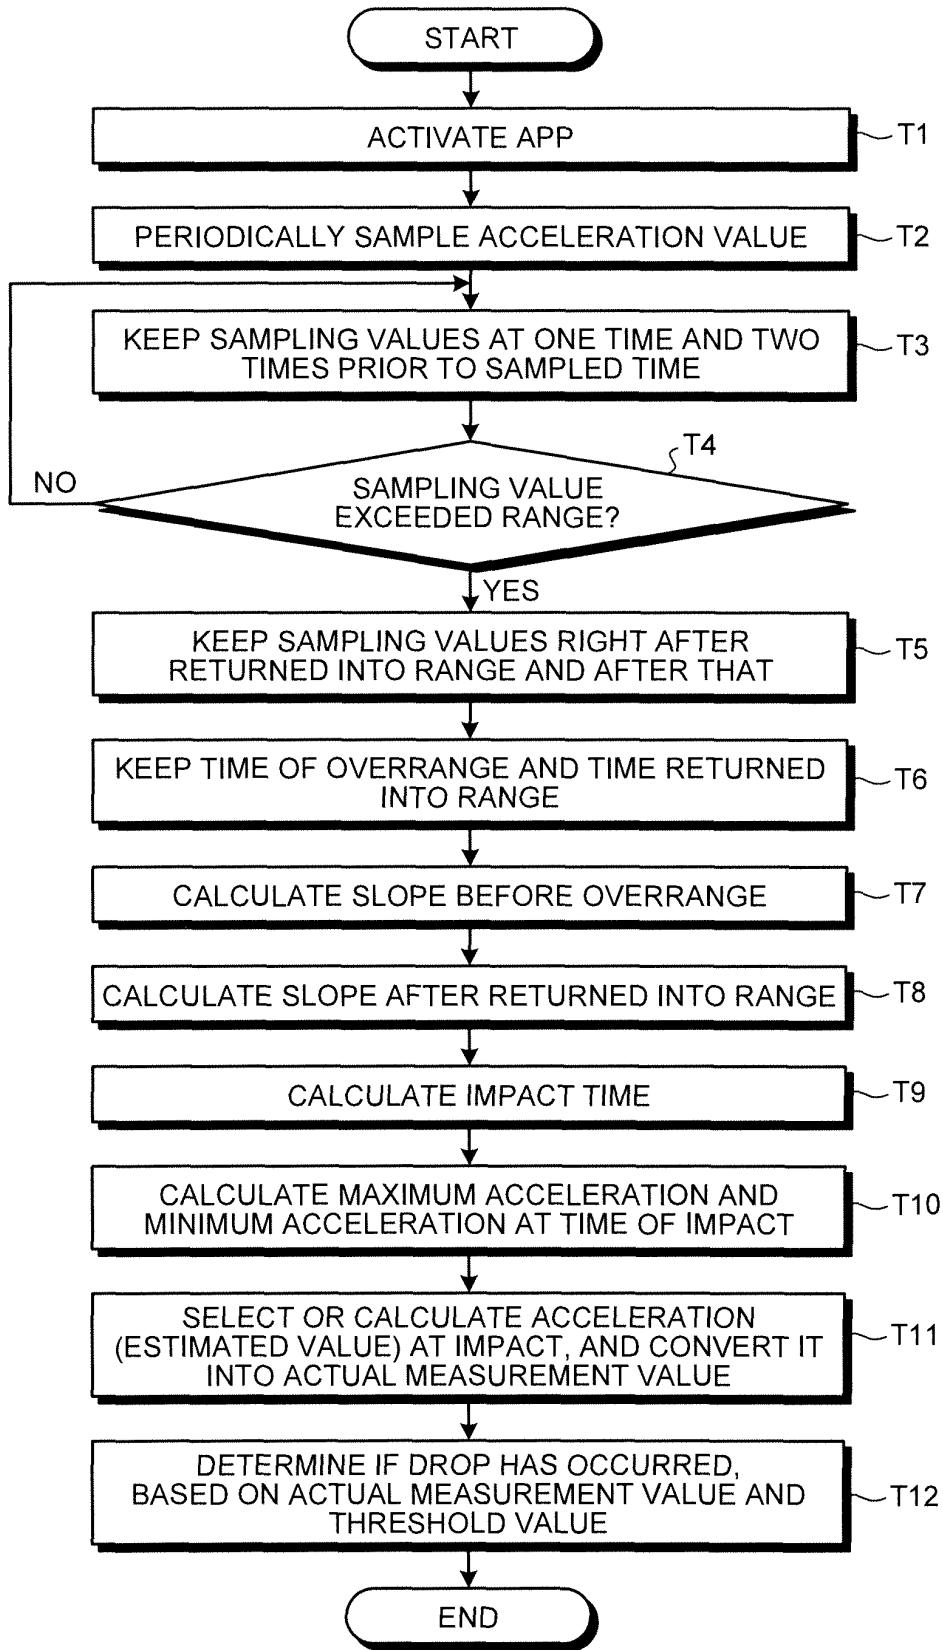 START
ACTIVATE APP
T1
PERIODICALLY SAMPLE ACCELERATION VALUE
T2
KEEP SAMPLING VALUES AT ONE TIME AND TWO
TIMES PRIOR TO SAMPLED TIME
T3
T4
SAMPLING VALUE
EXCEEDED RANGE?
NO
YES
KEEP SAMPLING VALUES RIGHT AFTER
RETURNED INTO RANGE AND AFTER THAT
T5
KEEP TIME OF OVERRANGE AND TIME RETURNED
INTO RANGE
T6
CALCULATE SLOPE BEFORE OVERRANGE
T7
CALCULATE SLOPE AFTER RETURNED INTO RANGE
T8
CALCULATE IMPACT TIME
T9
CALCULATE MAXIMUM ACCELERATION AND
MINIMUM ACCELERATION AT TIME OF IMPACT
T10
SELECT OR CALCULATE ACCELERATION
(ESTIMATED VALUE) AT IMPACT, AND CONVERT IT
INTO ACTUAL MEASUREMENT VALUE
T11
DETERMINE IF DROP HAS OCCURRED,
BASED ON ACTUAL MEASUREMENT VALUE AND
THRESHOLD VALUE
T12
END